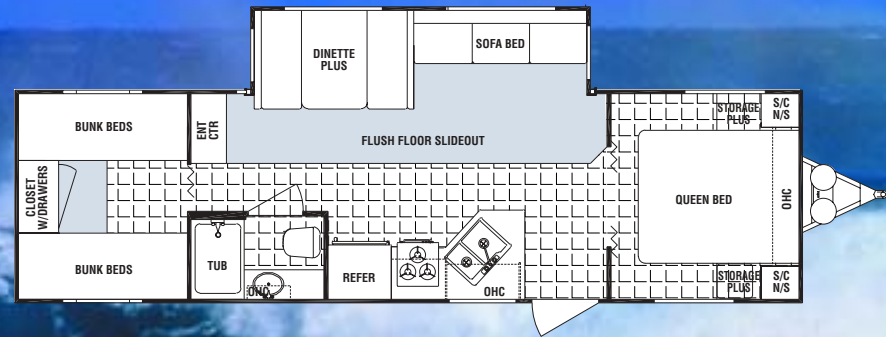 DINETTE
PLUS
SOFA BED
BUNK BEDS
ENT
CTR
FLUSH FLOOR SLIDEOUT
STORAGE
PLUS
S/C
N/S
CLOSET
W/DRAWERS
QUEEN BED
OHC
BUNK BEDS
TUB
OHC
REFER
OHC
STORAGE
PLUS
S/C
N/S